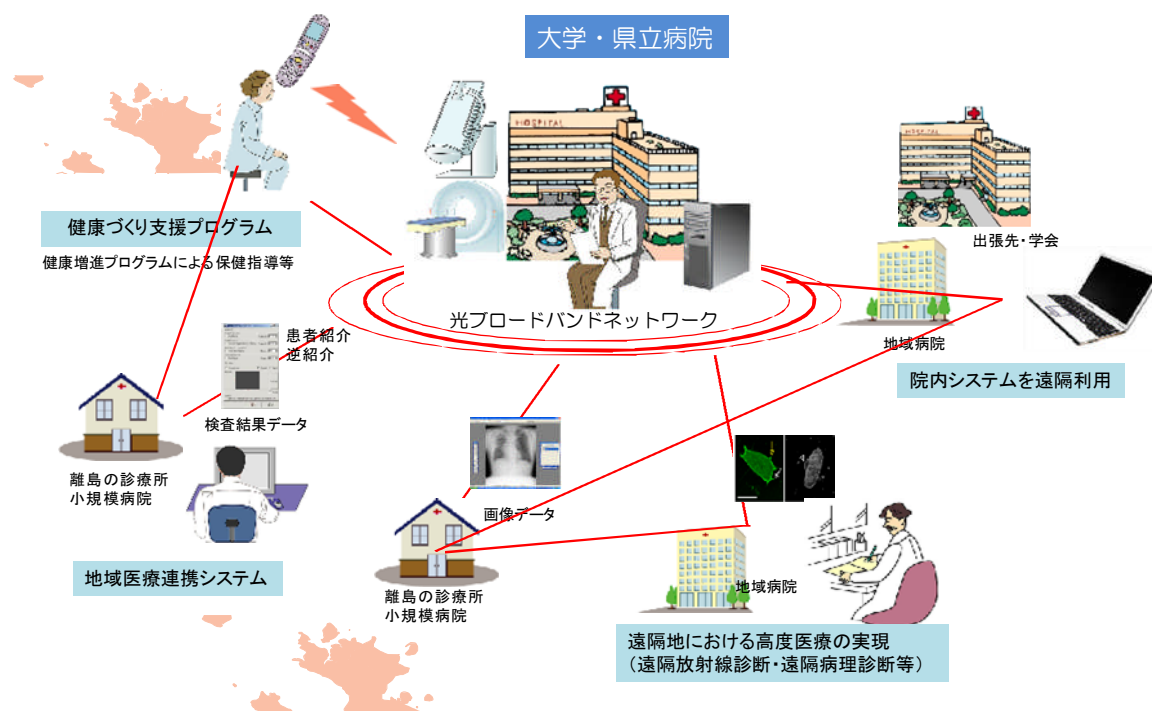 大学・県立病院
HOSPITAL
HOSPITAL
出張先・学会
健康づくり支援プログラム
健康増進プログラムによる保健指導等
光ブロードバンドネットワーク
患者紹介
逆紹介
地域病院
院内システムを遠隔利用
検査結果データ
離島の診療所
小規模病院
画像データ
地域医療連携システム
離島の診療所
小規模病院
地域病院
遠隔地における高度医療の実現
(遠隔放射線診断・遠隔病理診断等)